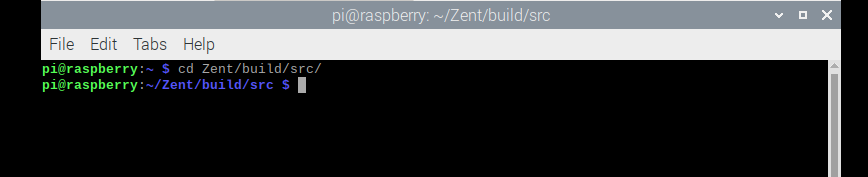 pi@raspberry: ~/Zent/build/src
File Edit Tabs Help
pi@raspberry:~ $ cd Zent/build/src/
pi@raspberry:~/Zent/build/src $